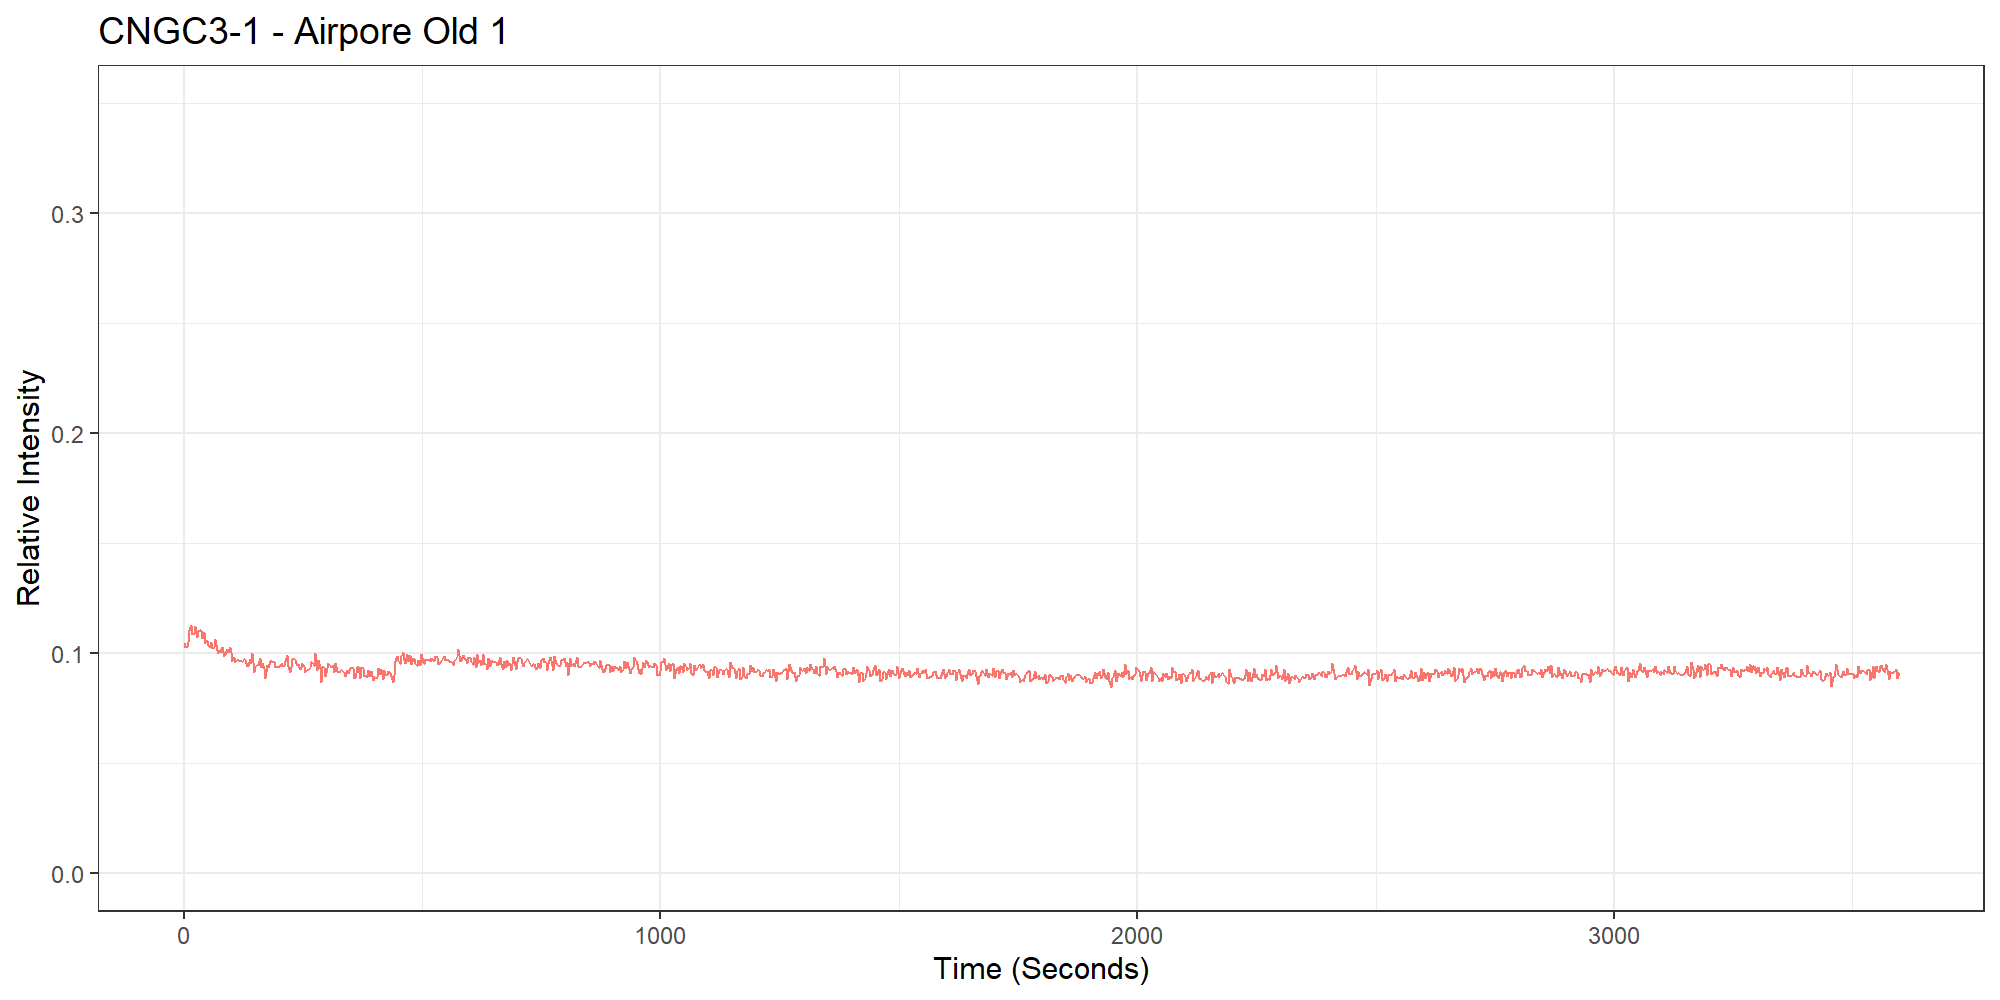 CNGC3-1 - Airpore Old 1
Relative Intensity
0.3
0.2
0.1
0.0
0 1000 2000 3000
Time (Seconds)